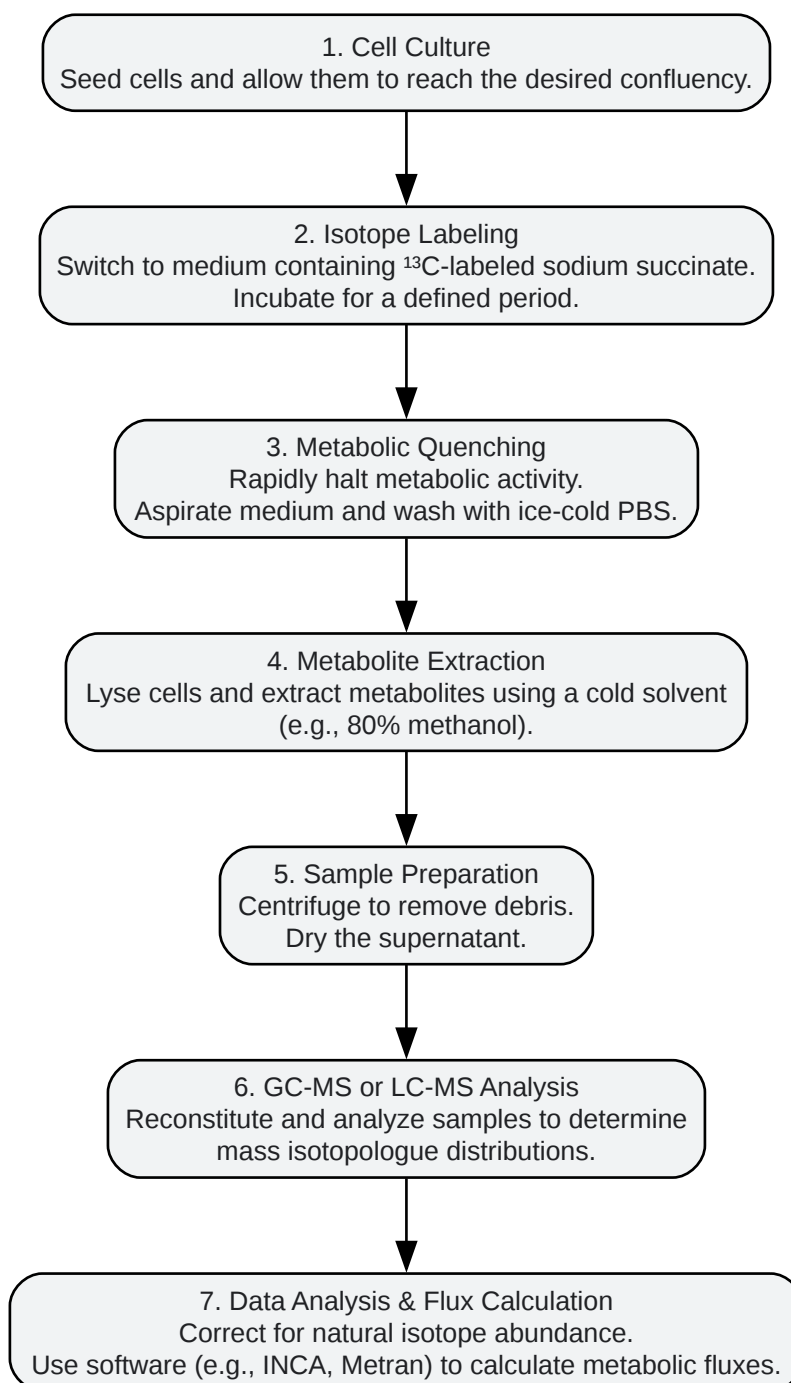 1. Cell Culture
Seed cells and allow them to reach the desired confluency.
2. Isotope Labeling
Switch to medium containing ¹³C-labeled sodium succinate.
Incubate for a defined period.
3. Metabolic Quenching
Rapidly halt metabolic activity.
Aspirate medium and wash with ice-cold PBS.
4. Metabolite Extraction
Lyse cells and extract metabolites using a cold solvent
(e.g., 80% methanol).
5. Sample Preparation
Centrifuge to remove debris.
Dry the supernatant.
6. GC-MS or LC-MS Analysis
Reconstitute and analyze samples to determine
mass isotopologue distributions.
7. Data Analysis & Flux Calculation
Correct for natural isotope abundance.
Use software (e.g., INCA, Metran) to calculate metabolic fluxes.